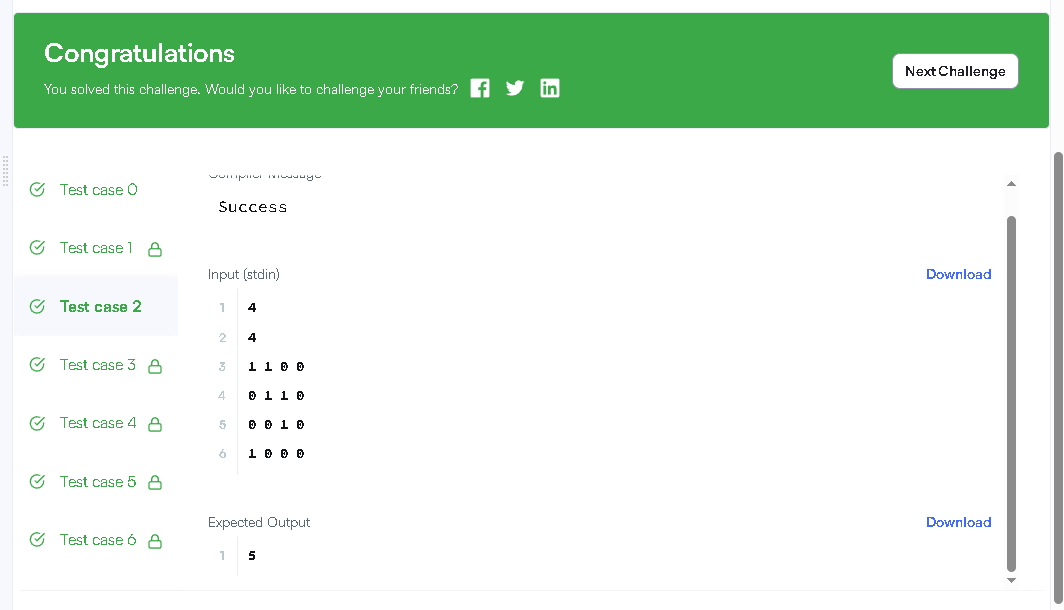 Congratulations
You solved this challenge. Would you like to challenge your friends?
Next Challenge
Test case 0
Test case 1
Test case 2
Test case 3
Test case 4
Test case 5
Test case 6
Compiler Message
Success
Input (stdin)
Download
1 4
2 4
3 1 1 0 0
4 0 1 1 0
5 0 0 1 0
6 1 0 0 0
Expected Output
Download
1 5